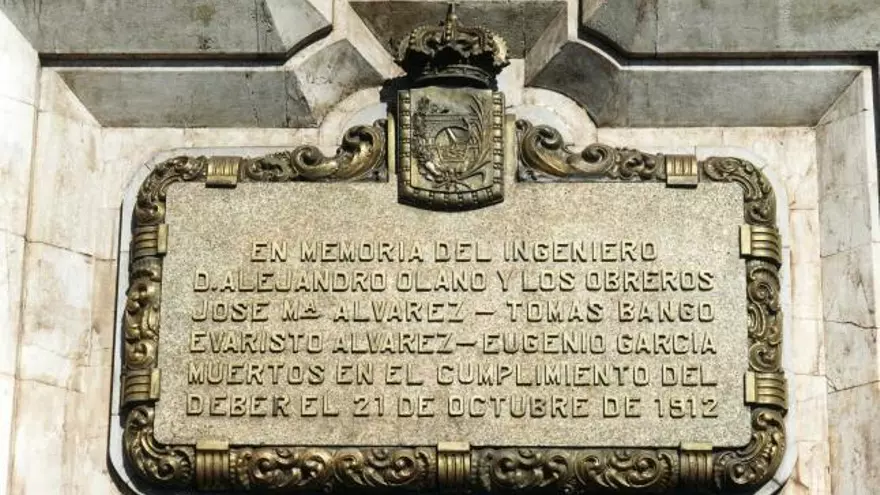 EN MEMORIA DEL INGENIERO
D. ALEJANDRO OLANO Y LOS OBREROS
JOSE Mª ALVAREZ – TOMAS BANGO
EVARISTO ALVAREZ – EUGENIO GARCIA
MUERTOS EN EL CUMPLIMIENTO DEL
DEBER EL 21 DE OCTUBRE DE 1912